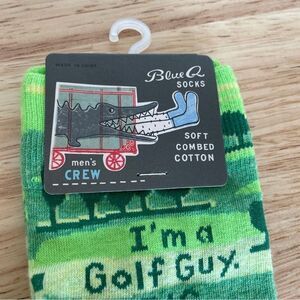 MADE IN CHINA
Blue Q
SOCKS
SOFT
COMBED
COTTON
men's
CREW
I'm a
Golf Guy.